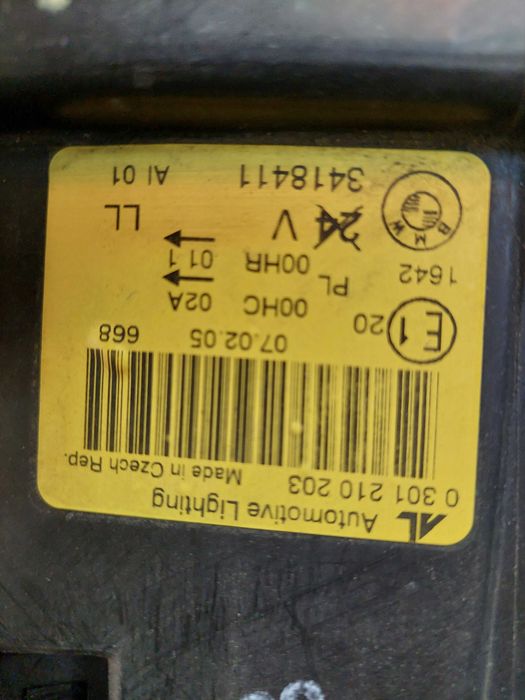 AL Automotive Lighting
0 301 210 203 Made in Czech Rep.
07.02.05 668
E1 20 00HC 02A
1642 PL 00HR 01 1
BMW 24 V LL
3418411 AI 01